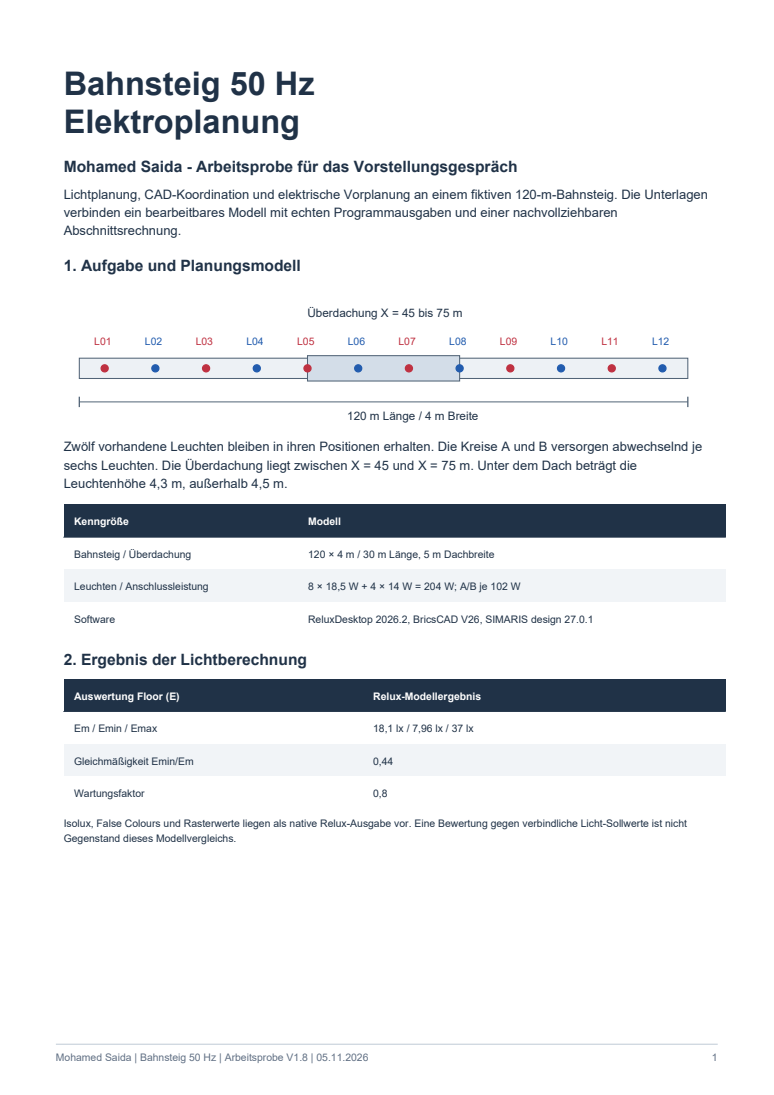 Bahnsteig 50 Hz
Elektroplanung
Mohamed Saida - Arbeitsprobe für das Vorstellungsgespräch
Lichtplanung, CAD-Koordination und elektrische Vorplanung an einem fiktiven 120-m-Bahnsteig. Die Unterlagen
verbinden ein bearbeitbares Modell mit echten Programmausgaben und einer nachvollziehbaren
Abschnittsrechnung.
1. Aufgabe und Planungsmodell
Überdachung X = 45 bis 75 m
L01 L02 L03 L04 L05 L06 L07 L08 L09 L10 L11 L12
120 m Länge / 4 m Breite
Zwölf vorhandene Leuchten bleiben in ihren Positionen erhalten. Die Kreise A und B versorgen abwechselnd je
sechs Leuchten. Die Überdachung liegt zwischen X = 45 und X = 75 m. Unter dem Dach beträgt die
Leuchtenhöhe 4,3 m, außerhalb 4,5 m.
Kenngröße Modell
Bahnsteig / Überdachung 120 × 4 m / 30 m Länge, 5 m Dachbreite
Leuchten / Anschlussleistung 8 × 18,5 W + 4 × 14 W = 204 W; A/B je 102 W
Software ReluxDesktop 2026.2, BricsCAD V26, SIMARIS design 27.0.1
2. Ergebnis der Lichtberechnung
Auswertung Floor (E) Relux-Modellergebnis
Em / Emin / Emax 18,1 lx / 7,96 lx / 37 lx
Gleichmäßigkeit Emin/Em 0,44
Wartungsfaktor 0,8
Isolux, False Colours und Rasterwerte liegen als native Relux-Ausgabe vor. Eine Bewertung gegen verbindliche Licht-Sollwerte ist nicht
Gegenstand dieses Modellvergleichs.
Mohamed Saida | Bahnsteig 50 Hz | Arbeitsprobe V1.8 | 05.11.2026 1